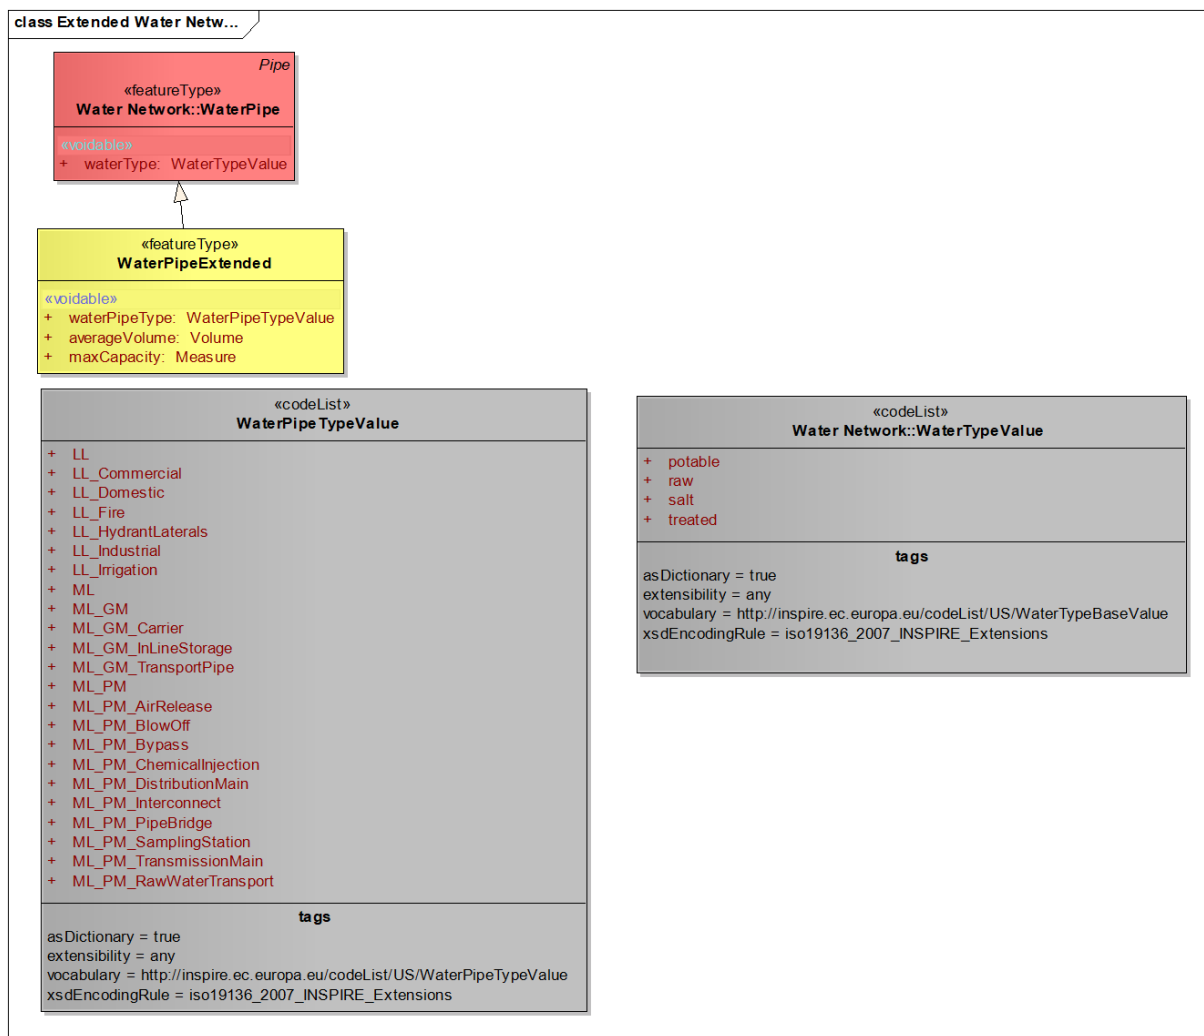 class Extended Water Netw...
Pipe
«featureType»
Water Network::WaterPipe
«voidable»
+ waterType: WaterTypeValue
«featureType»
WaterPipeExtended
«voidable»
+ waterPipeType: WaterPipeTypeValue
+ averageVolume: Volume
+ maxCapacity: Measure
«codeList»
WaterPipeTypeValue
+ LL
+ LL_Commercial
+ LL_Domestic
+ LL_Fire
+ LL_HydrantLaterals
+ LL_Industrial
+ LL_Irrigation
+ ML
+ ML_GM
+ ML_GM_Carrier
+ ML_GM_InLineStorage
+ ML_GM_TransportPipe
+ ML_PM
+ ML_PM_AirRelease
+ ML_PM_BlowOff
+ ML_PM_Bypass
+ ML_PM_ChemicalInjection
+ ML_PM_DistributionMain
+ ML_PM_Interconnect
+ ML_PM_PipeBridge
+ ML_PM_SamplingStation
+ ML_PM_TransmissionMain
+ ML_PM_RawWaterTransport
tags
asDictionary = true
extensibility = any
vocabulary = http://inspire.ec.europa.eu/codeList/US/WaterPipeTypeValue
xsdEncodingRule = iso19136_2007_INSPIRE_Extensions
«codeList»
Water Network::WaterTypeValue
+ potable
+ raw
+ salt
+ treated
tags
asDictionary = true
extensibility = any
vocabulary = http://inspire.ec.europa.eu/codeList/US/WaterTypeBaseValue
xsdEncodingRule = iso19136_2007_INSPIRE_Extensions